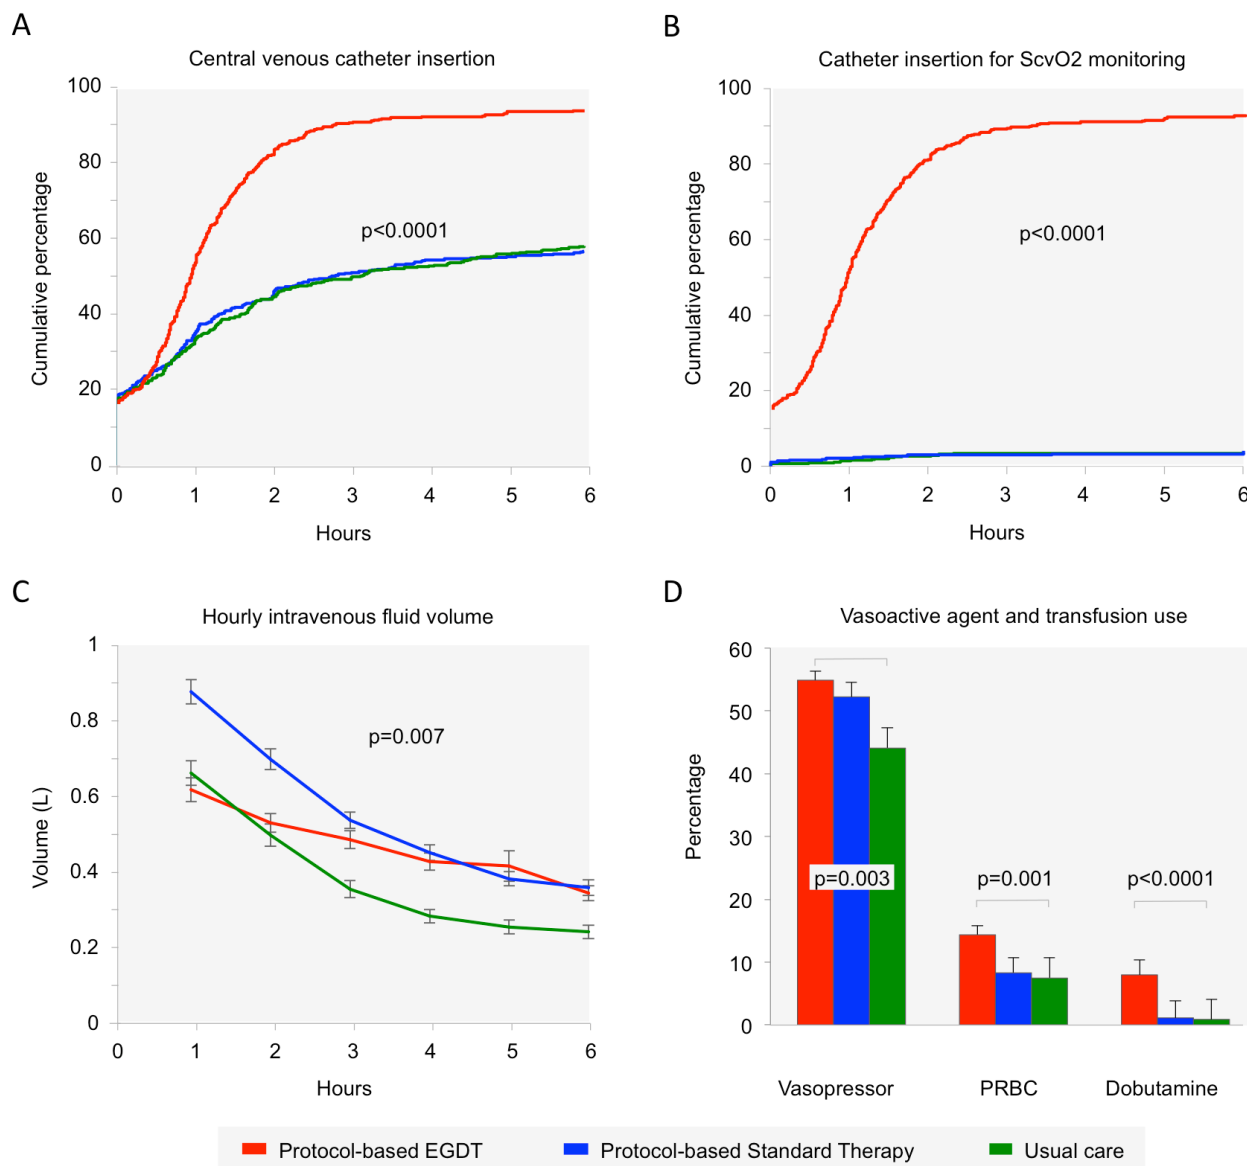 A
Central venous catheter insertion
100
80
60
40
20
0
Cumulative percentage
p<0.0001
0 1 2 3 4 5 6
Hours
B
Catheter insertion for ScvO2 monitoring
100
80
60
40
20
0
Cumulative percentage
p<0.0001
0 1 2 3 4 5 6
Hours
C
Hourly intravenous fluid volume
1
0.8
0.6
0.4
0.2
0
Volume (L)
p=0.007
0 1 2 3 4 5 6
Hours
D
Vasoactive agent and transfusion use
60
50
40
30
20
10
0
Percentage
p=0.003
p=0.001
p<0.0001
Vasopressor PRBC Dobutamine
Protocol-based EGDT Protocol-based Standard Therapy Usual care